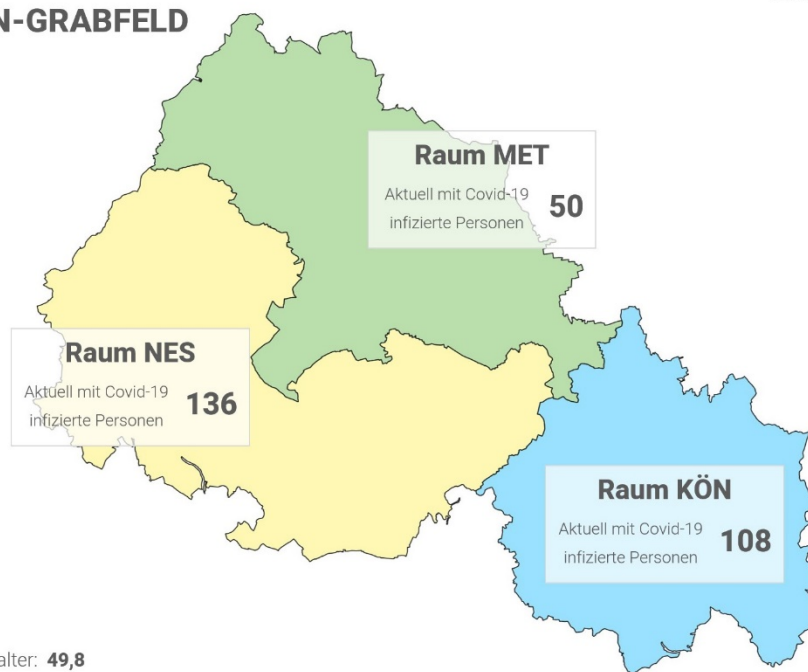 N-GRABFELD
Raum MET
Aktuell mit Covid-19
infizierte Personen 50
Raum NES
Aktuell mit Covid-19
infizierte Personen 136
Raum KÖN
Aktuell mit Covid-19
infizierte Personen 108
alter: 49,8